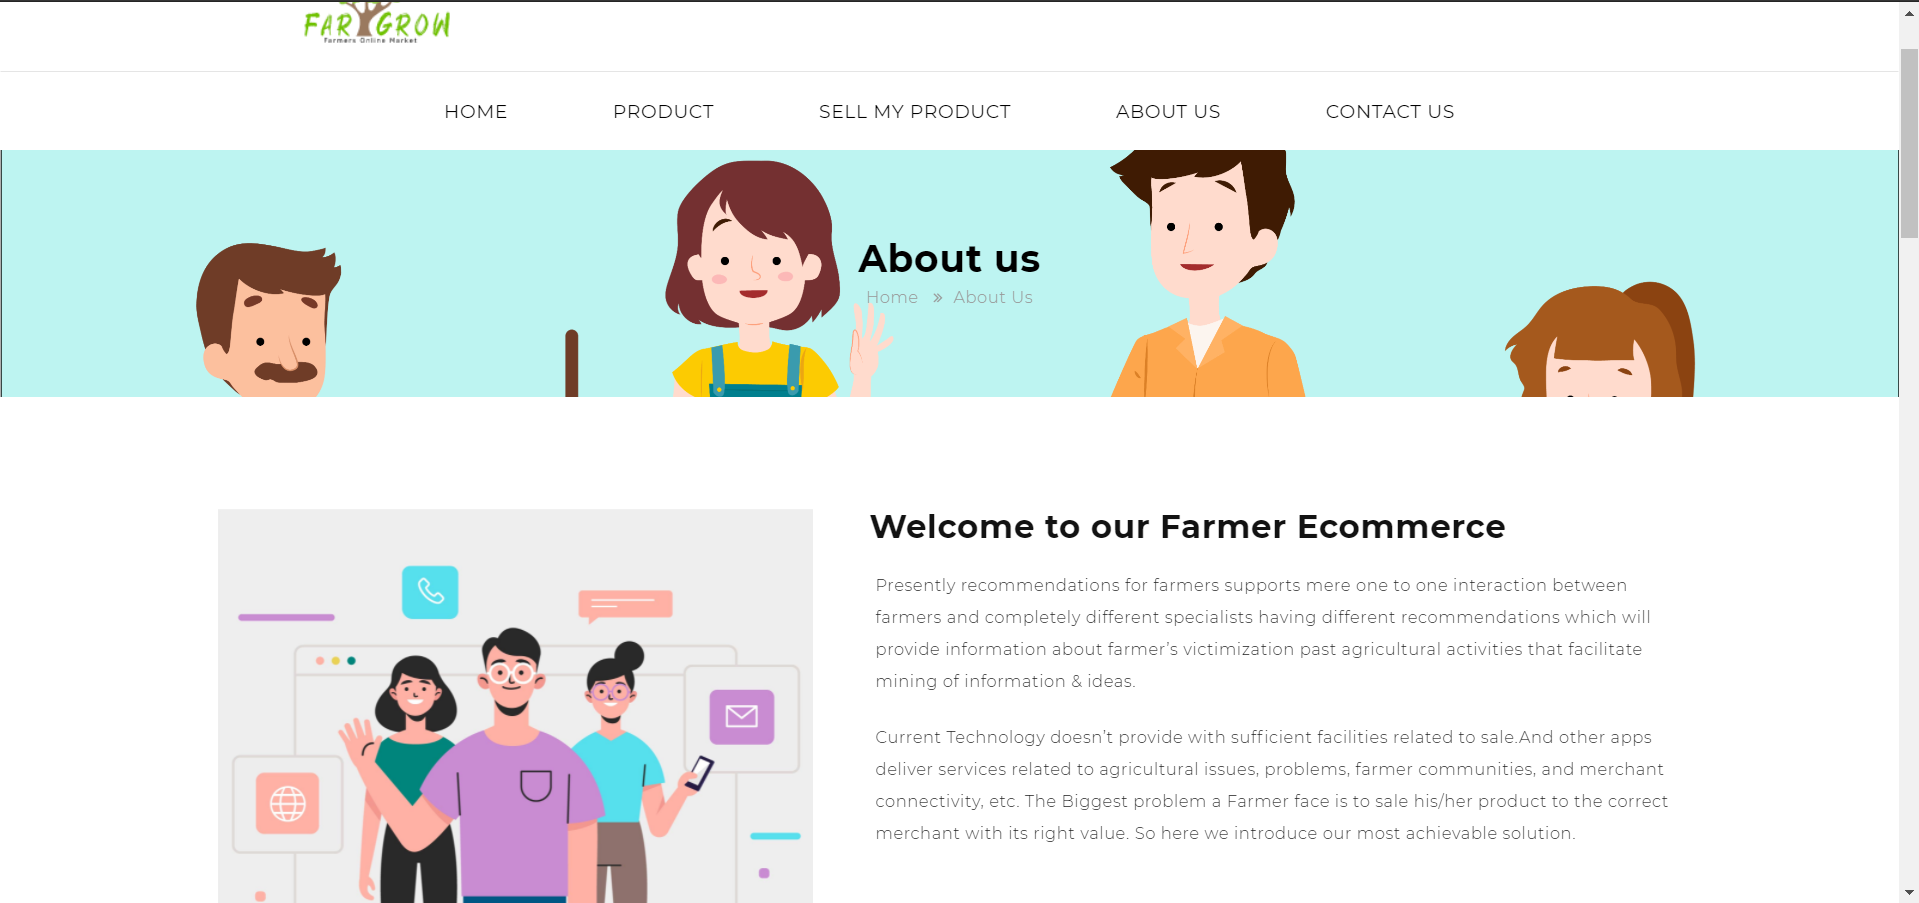 FARGROW
Farmers Online Market
HOME PRODUCT SELL MY PRODUCT ABOUT US CONTACT US
About us
Home » About Us
Welcome to our Farmer Ecommerce
Presently recommendations for farmers supports mere one to one interaction between
farmers and completely different specialists having different recommendations which will
provide information about farmer’s victimization past agricultural activities that facilitate
mining of information & ideas.
Current Technology doesn’t provide with sufficient facilities related to sale.And other apps
deliver services related to agricultural issues, problems, farmer communities, and merchant
connectivity, etc. The Biggest problem a Farmer face is to sale his/her product to the correct
merchant with its right value. So here we introduce our most achievable solution.